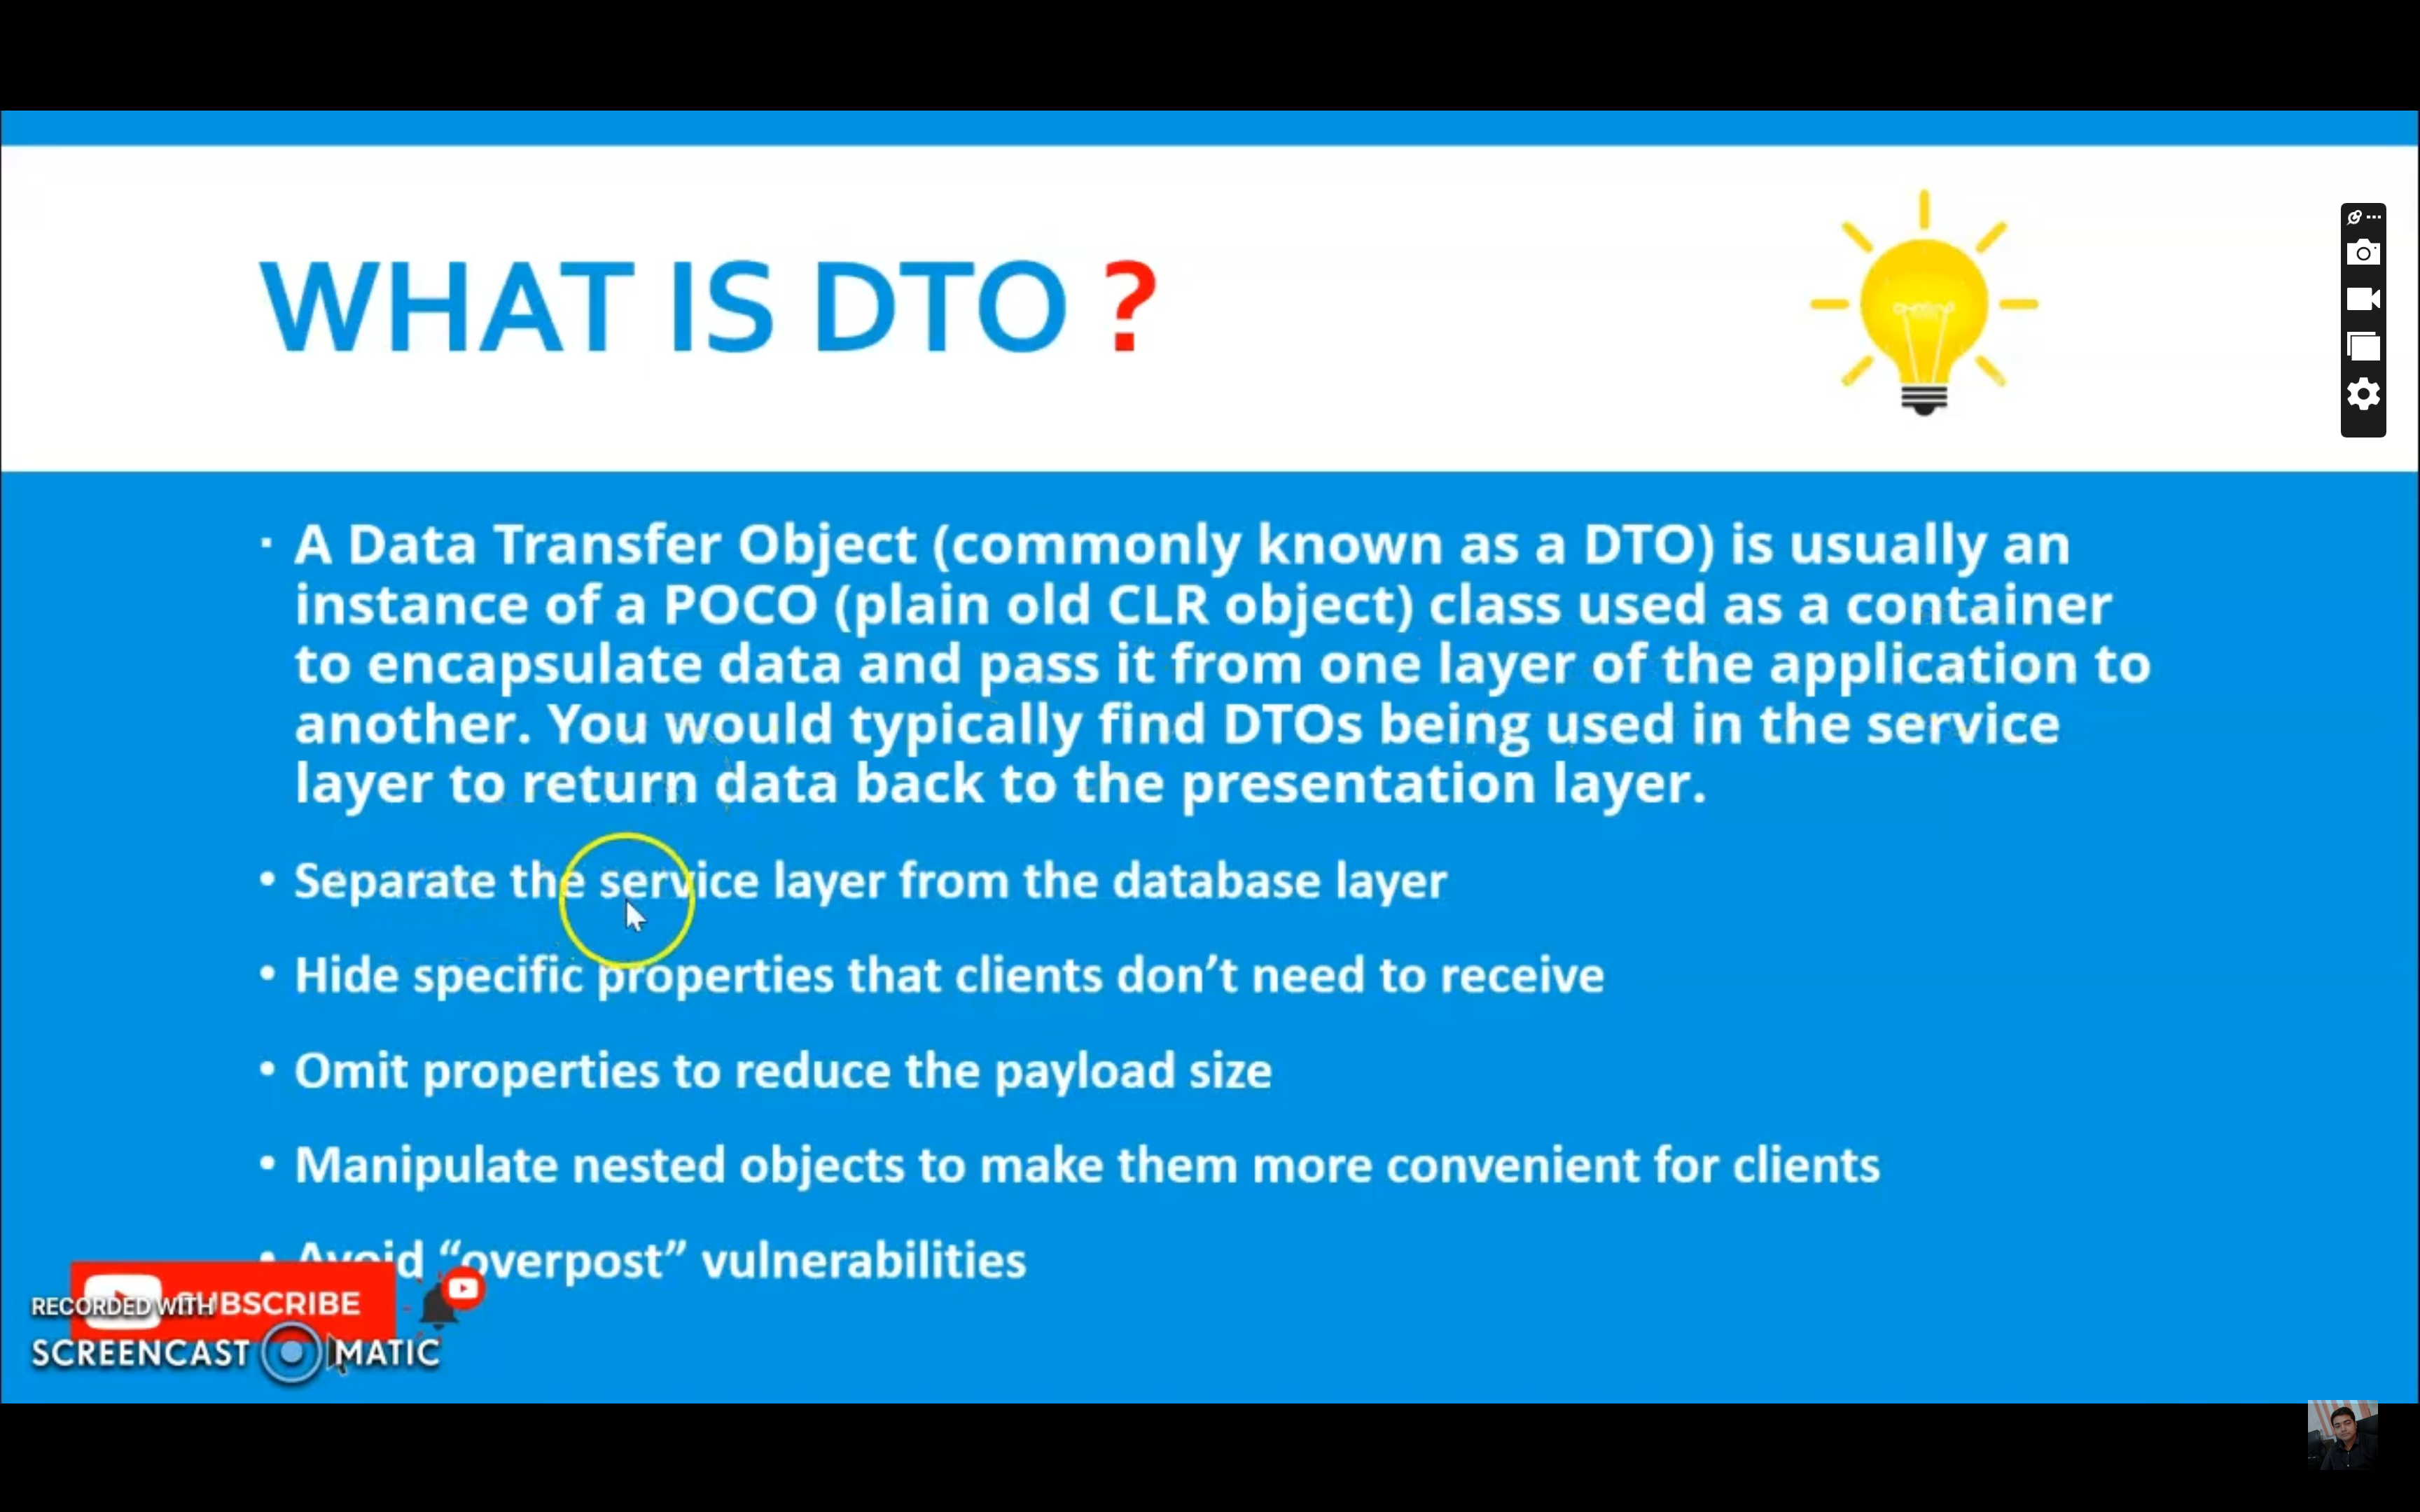 WHAT IS DTO ?
· A Data Transfer Object (commonly known as a DTO) is usually an
instance of a POCO (plain old CLR object) class used as a container
to encapsulate data and pass it from one layer of the application to
another. You would typically find DTOs being used in the service
layer to return data back to the presentation layer.
• Separate the service layer from the database layer
• Hide specific properties that clients don’t need to receive
• Omit properties to reduce the payload size
• Manipulate nested objects to make them more convenient for clients
• Avoid “overpost” vulnerabilities
SUBSCRIBE
RECORDED WITH
SCREENCAST MATIC